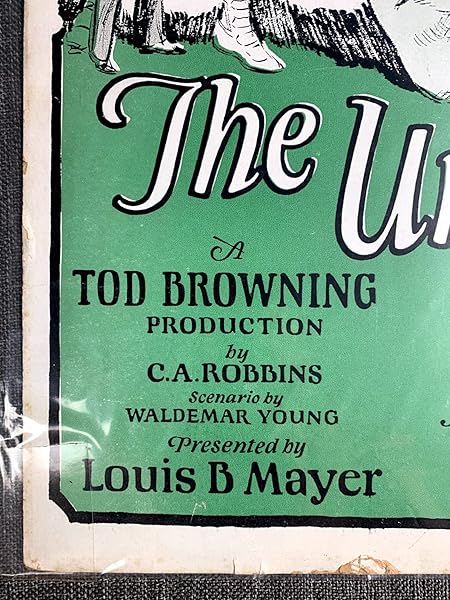 The Un
A
TOD BROWNING
PRODUCTION
by
C.A. ROBBINS
Scenario by
WALDEMAR YOUNG
Presented by
Louis B Mayer